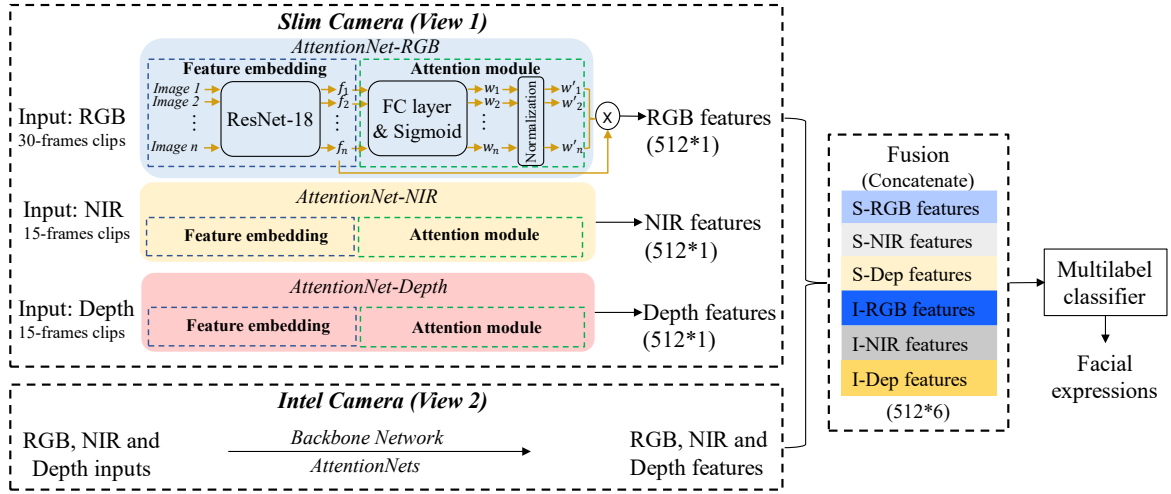 Slim Camera (View 1)
AttentionNet-RGB
Feature embedding
Attention module
Input: RGB
30-frames clips
Image 1
Image 2
⋮
Image n
ResNet-18
f1
f2
⋮
fn
FC layer
& Sigmoid
w1
w2
⋮
wn
Normalization
w'1
w'2
⋮
w'n
X
RGB features
(512*1)
AttentionNet-NIR
Input: NIR
15-frames clips
Feature embedding
Attention module
NIR features
(512*1)
AttentionNet-Depth
Input: Depth
15-frames clips
Feature embedding
Attention module
Depth features
(512*1)
Intel Camera (View 2)
RGB, NIR and
Depth inputs
Backbone Network
AttentionNets
RGB, NIR and
Depth features
Fusion
(Concatenate)
S-RGB features
S-NIR features
S-Dep features
I-RGB features
I-NIR features
I-Dep features
(512*6)
Multilabel
classifier
Facial
expressions